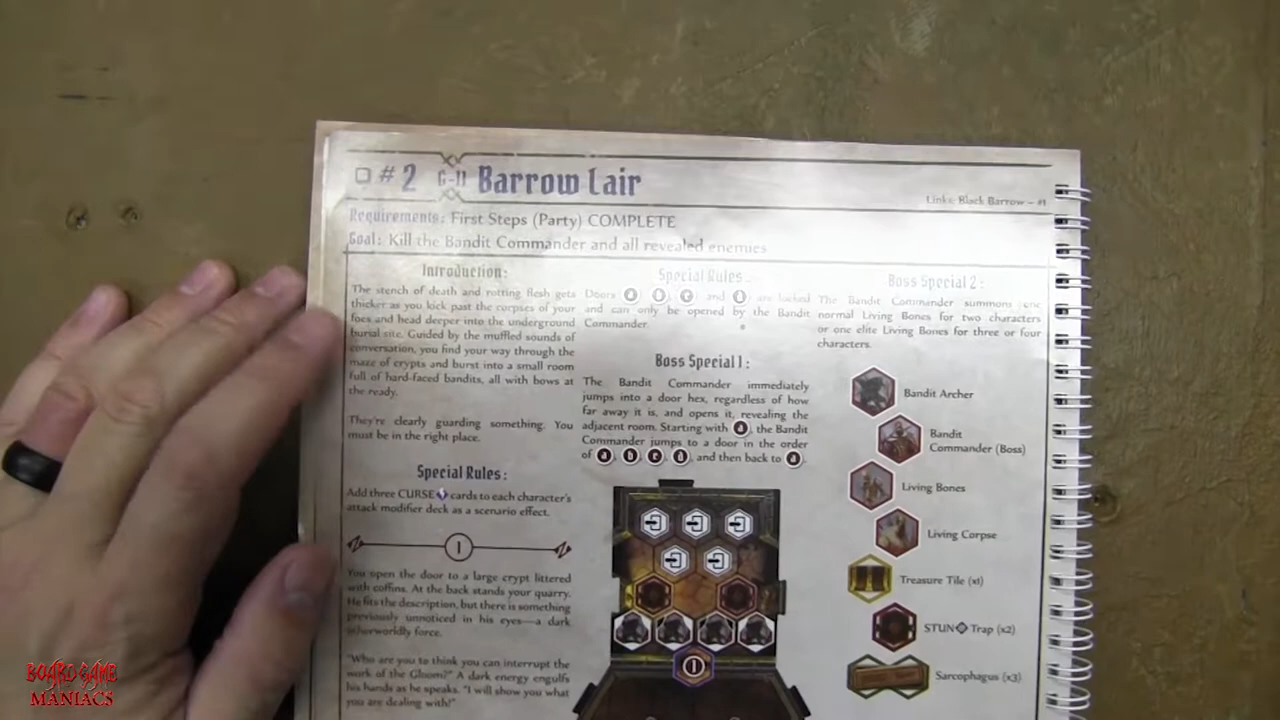 #2 G-11 Barrow Lair
Links: Black Barrow – #1
Requirements: First Steps (Party) COMPLETE
Goal: Kill the Bandit Commander and all revealed enemies
Introduction:
The stench of death and rotting flesh gets
thicker as you kick past the corpses of your
foes and head deeper into the underground
burial site. Guided by the muffled sounds of
conversation, you find your way through the
maze of crypts and burst into a small room
full of hard-faced bandits, all with bows at
the ready.
They're clearly guarding something. You
must be in the right place.
Special Rules:
Add three CURSE cards to each character's
attack modifier deck as a scenario effect.
1
You open the door to a large crypt littered
with coffins. At the back stands your quarry.
He fits the description, but there is something
previously unnoticed in his eyes—a dark
otherworldly force.
"Who are you to think you can interrupt the
work of the Gloom?" A dark energy engulfs
his hands as he speaks. "I will show you what
you are dealing with!"
Special Rules:
Doors a, b, c, and d, are locked
and can only be opened by the Bandit
Commander.
Boss Special 1:
The Bandit Commander immediately
jumps into a door hex, regardless of how
far away it is, and opens it, revealing the
adjacent room. Starting with a, the Bandit
Commander jumps to a door in the order
of a, b, c, d, and then back to a.
1
Boss Special 2:
The Bandit Commander summons one
normal Living Bones for two characters
or one elite Living Bones for three or four
characters.
Bandit Archer
Bandit
Commander (Boss)
Living Bones
Living Corpse
Treasure Tile (x1)
STUN Trap (x2)
Sarcophagus (x3)
BOARD GAME
MANIACS